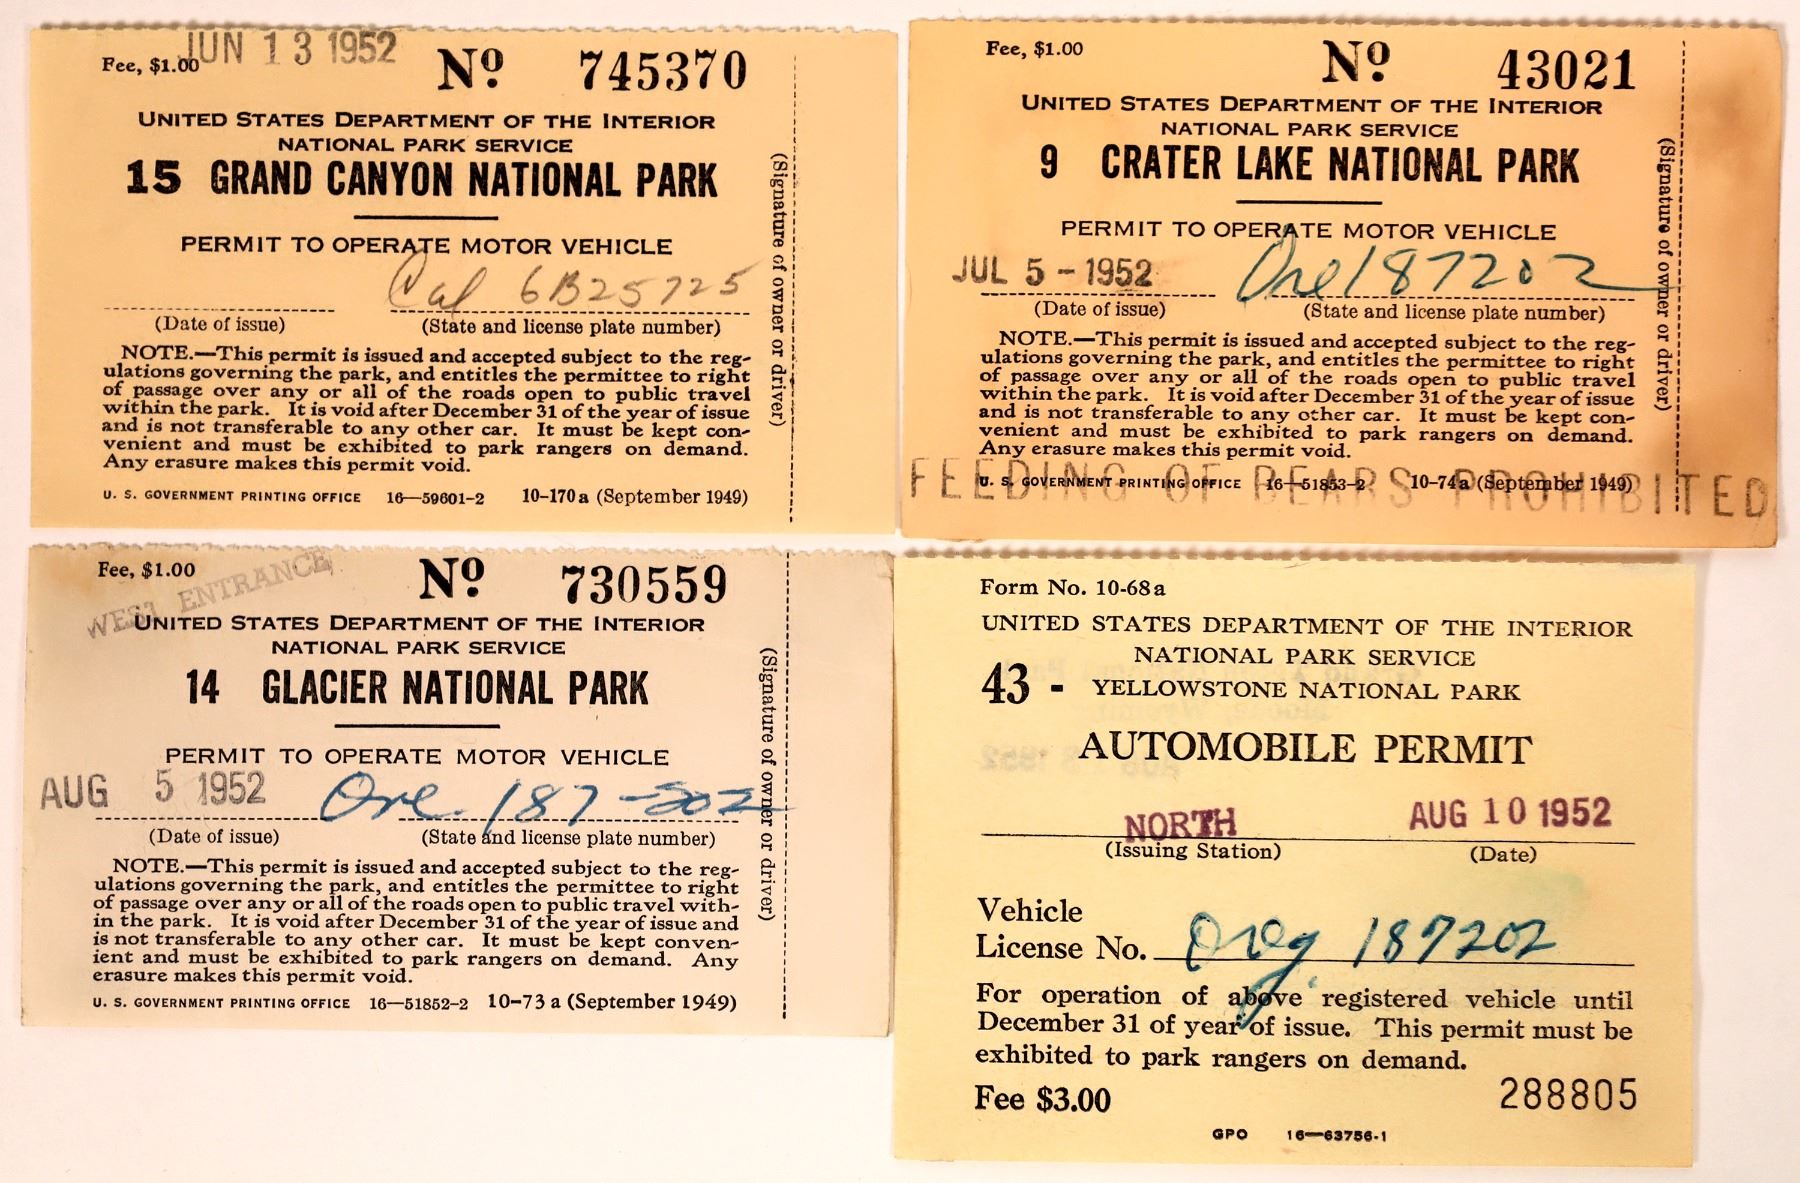 JUN 13 1952
Fee, $1.00
Nº 745370
UNITED STATES DEPARTMENT OF THE INTERIOR
NATIONAL PARK SERVICE
15 GRAND CANYON NATIONAL PARK
PERMIT TO OPERATE MOTOR VEHICLE
Cal 6B25725
(Date of issue) (State and license plate number)
NOTE.—This permit is issued and accepted subject to the reg-
ulations governing the park, and entitles the permittee to right
of passage over any or all of the roads open to public travel
within the park. It is void after December 31 of the year of issue
and is not transferable to any other car. It must be kept con-
venient and must be exhibited to park rangers on demand.
Any erasure makes this permit void.
U. S. GOVERNMENT PRINTING OFFICE 16—59601-2 10-170a (September 1949)
(Signature of owner or driver)
Fee, $1.00
Nº 43021
UNITED STATES DEPARTMENT OF THE INTERIOR
NATIONAL PARK SERVICE
9 CRATER LAKE NATIONAL PARK
PERMIT TO OPERATE MOTOR VEHICLE
JUL 5 - 1952 Ore 187202
(Date of issue) (State and license plate number)
NOTE.—This permit is issued and accepted subject to the reg-
ulations governing the park, and entitles the permittee to right
of passage over any or all of the roads open to public travel
within the park. It is void after December 31 of the year of issue
and is not transferable to any other car. It must be kept con-
venient and must be exhibited to park rangers on demand.
Any erasure makes this permit void.
U. S. GOVERNMENT PRINTING OFFICE 16—51853-2 10-74a (September 1949)
FEEDING OF BEARS PROHIBITED
(Signature of owner or driver)
Fee, $1.00
WEST ENTRANCE
Nº 730559
UNITED STATES DEPARTMENT OF THE INTERIOR
NATIONAL PARK SERVICE
14 GLACIER NATIONAL PARK
PERMIT TO OPERATE MOTOR VEHICLE
AUG 5 1952 Ore. 187-202
(Date of issue) (State and license plate number)
NOTE.—This permit is issued and accepted subject to the reg-
ulations governing the park, and entitles the permittee to right
of passage over any or all of the roads open to public travel with-
in the park. It is void after December 31 of the year of issue and
is not transferable to any other car. It must be kept conven-
ient and must be exhibited to park rangers on demand. Any
erasure makes this permit void.
U. S. GOVERNMENT PRINTING OFFICE 16—51852-2 10-73a (September 1949)
(Signature of owner or driver)
Form No. 10-68a
UNITED STATES DEPARTMENT OF THE INTERIOR
NATIONAL PARK SERVICE
43 - YELLOWSTONE NATIONAL PARK
AUTOMOBILE PERMIT
NORTH AUG 10 1952
(Issuing Station) (Date)
Vehicle
License No. Oreg. 187202
For operation of above registered vehicle until
December 31 of year of issue. This permit must be
exhibited to park rangers on demand.
Fee $3.00 288805
GPO 16—63756-1